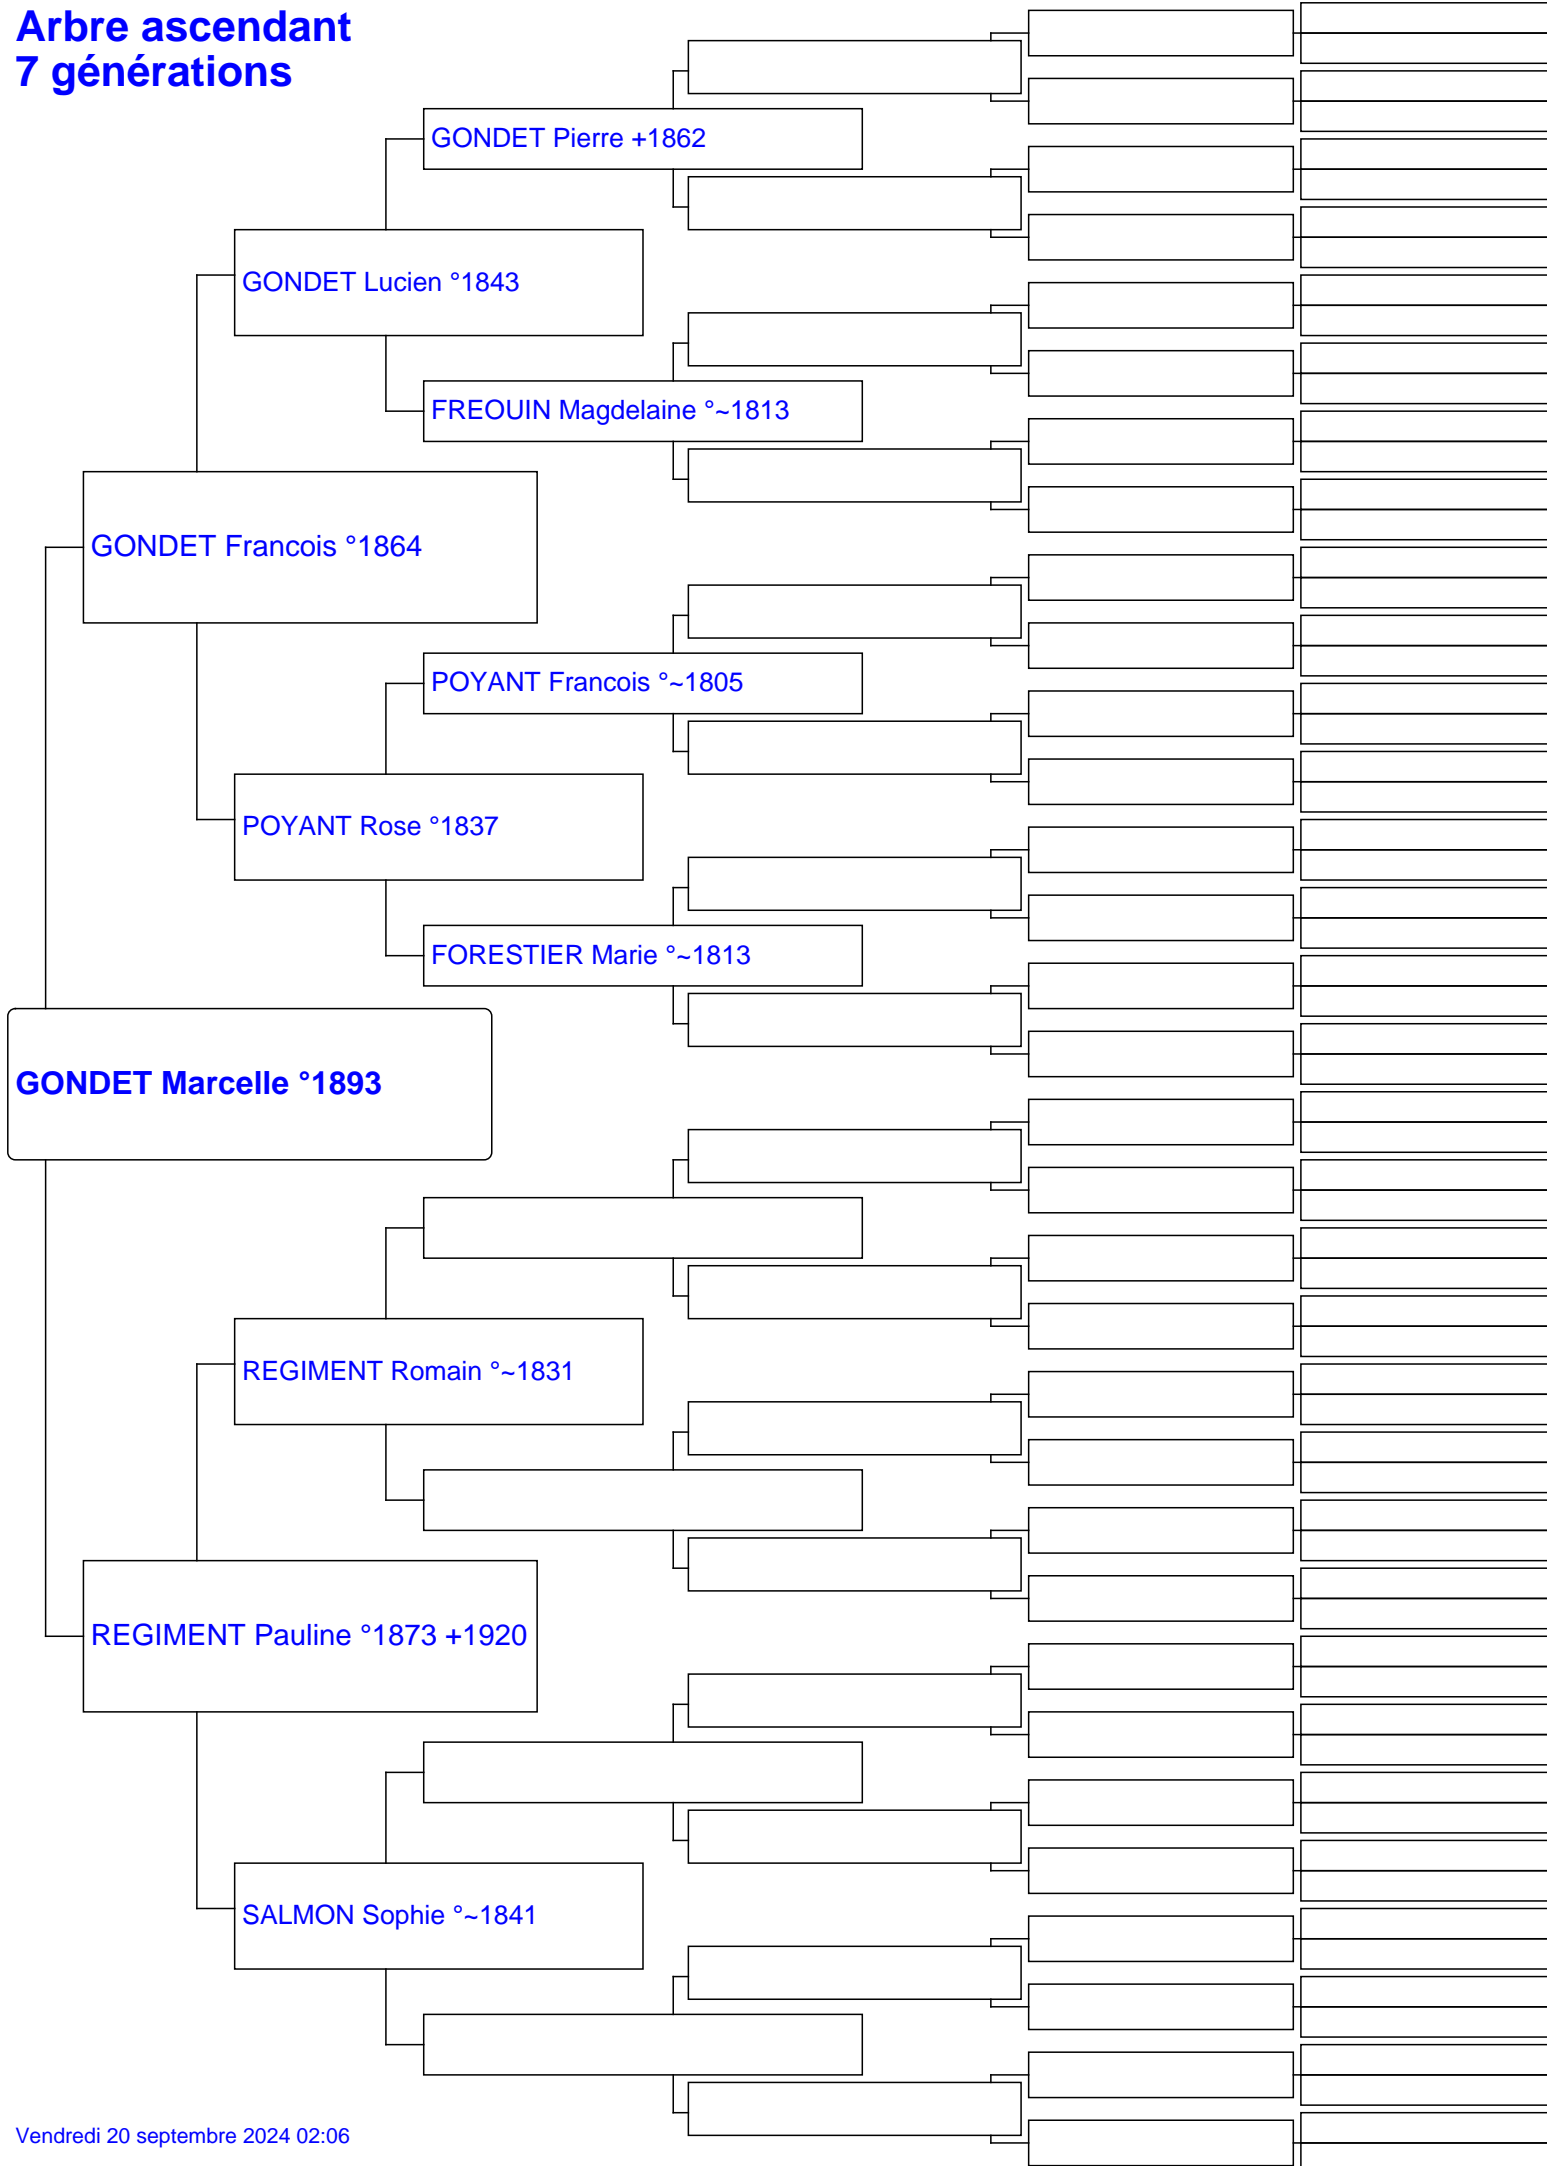 Arbre ascendant
7 générations
GONDET Pierre +1862
GONDET Lucien °1843
FREOUIN Magdelaine °~1813
GONDET Francois °1864
POYANT Francois °~1805
POYANT Rose °1837
FORESTIER Marie °~1813
GONDET Marcelle °1893
REGIMENT Romain °~1831
REGIMENT Pauline °1873 +1920
SALMON Sophie °~1841
Vendredi 20 septembre 2024 02:06